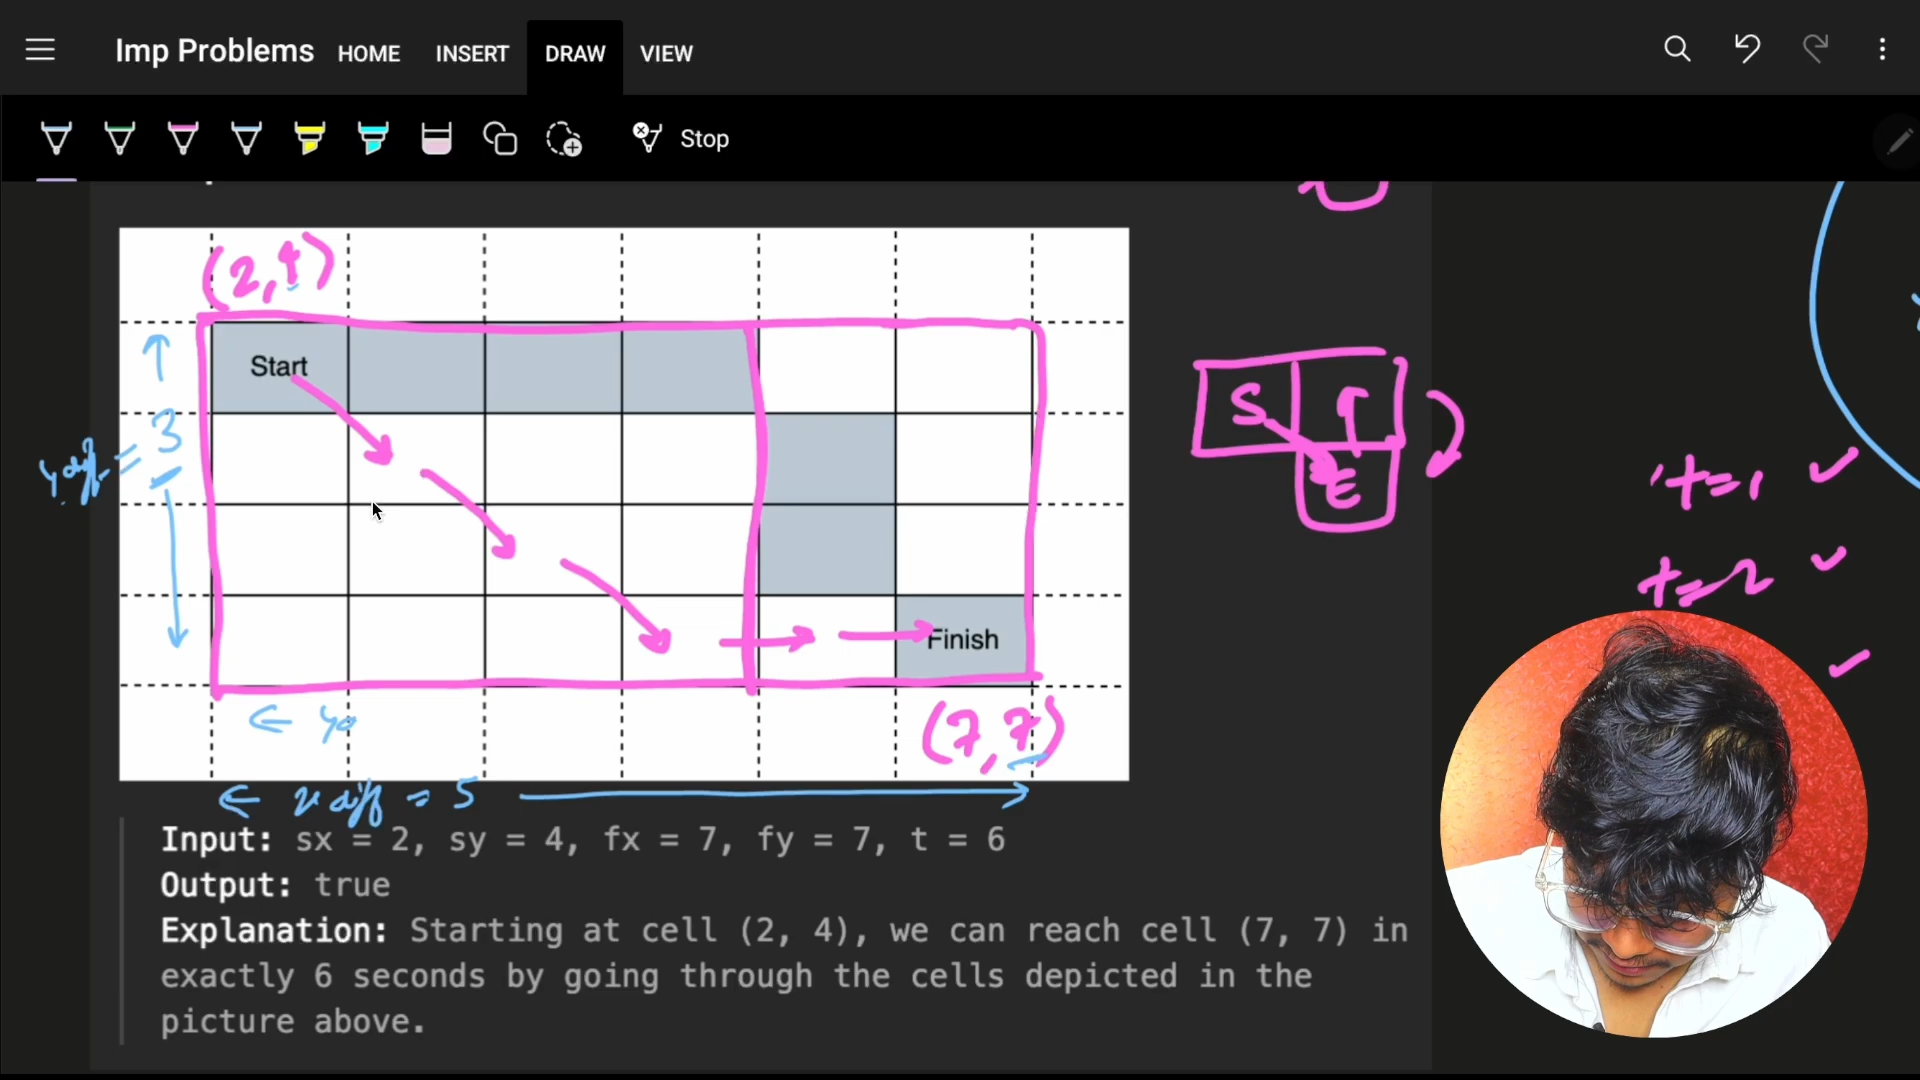 Imp Problems HOME INSERT DRAW VIEW
Stop
(2,4)
Start
S
E
y diff = 3
t=1 ✓
t=2 ✓
✓
Finish
(7,7)
← x diff = 5 →
Input: sx = 2, sy = 4, fx = 7, fy = 7, t = 6
Output: true
Explanation: Starting at cell (2, 4), we can reach cell (7, 7) in
exactly 6 seconds by going through the cells depicted in the
picture above.